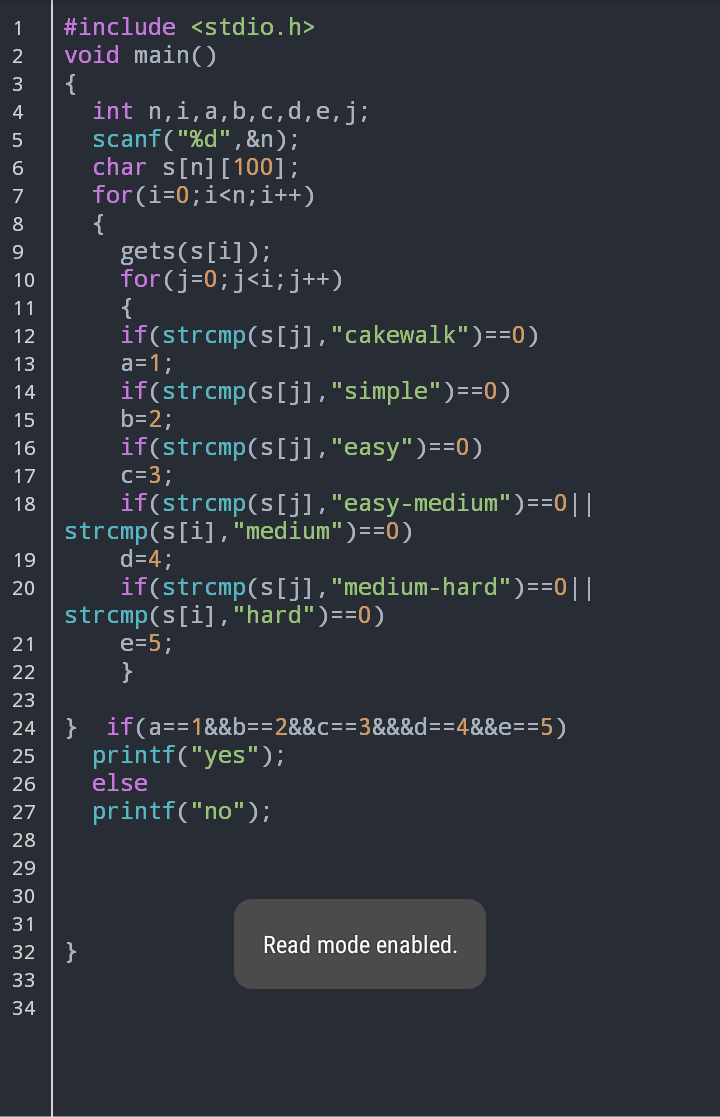 1 #include <stdio.h>
2 void main()
3 {
4 int n,i,a,b,c,d,e,j;
5 scanf("%d",&n);
6 char s[n][100];
7 for(i=0;i<n;i++)
8 {
9 gets(s[i]);
10 for(j=0;j<i;j++)
11 {
12 if(strcmp(s[j],"cakewalk")==0)
13 a=1;
14 if(strcmp(s[j],"simple")==0)
15 b=2;
16 if(strcmp(s[j],"easy")==0)
17 c=3;
18 if(strcmp(s[j],"easy-medium")==0||
strcmp(s[i],"medium")==0)
19 d=4;
20 if(strcmp(s[j],"medium-hard")==0||
strcmp(s[i],"hard")==0)
21 e=5;
22 }
23
24 } if(a==1&&b==2&&c==3&&&d==4&&e==5)
25 printf("yes");
26 else
27 printf("no");
28
29
30
31
Read mode enabled.
32 }
33
34